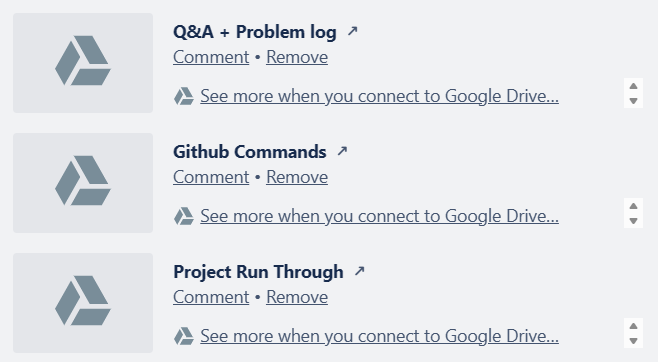 Q&A + Problem log ↗
Comment • Remove
See more when you connect to Google Drive...
Github Commands ↗
Comment • Remove
See more when you connect to Google Drive...
Project Run Through ↗
Comment • Remove
See more when you connect to Google Drive...